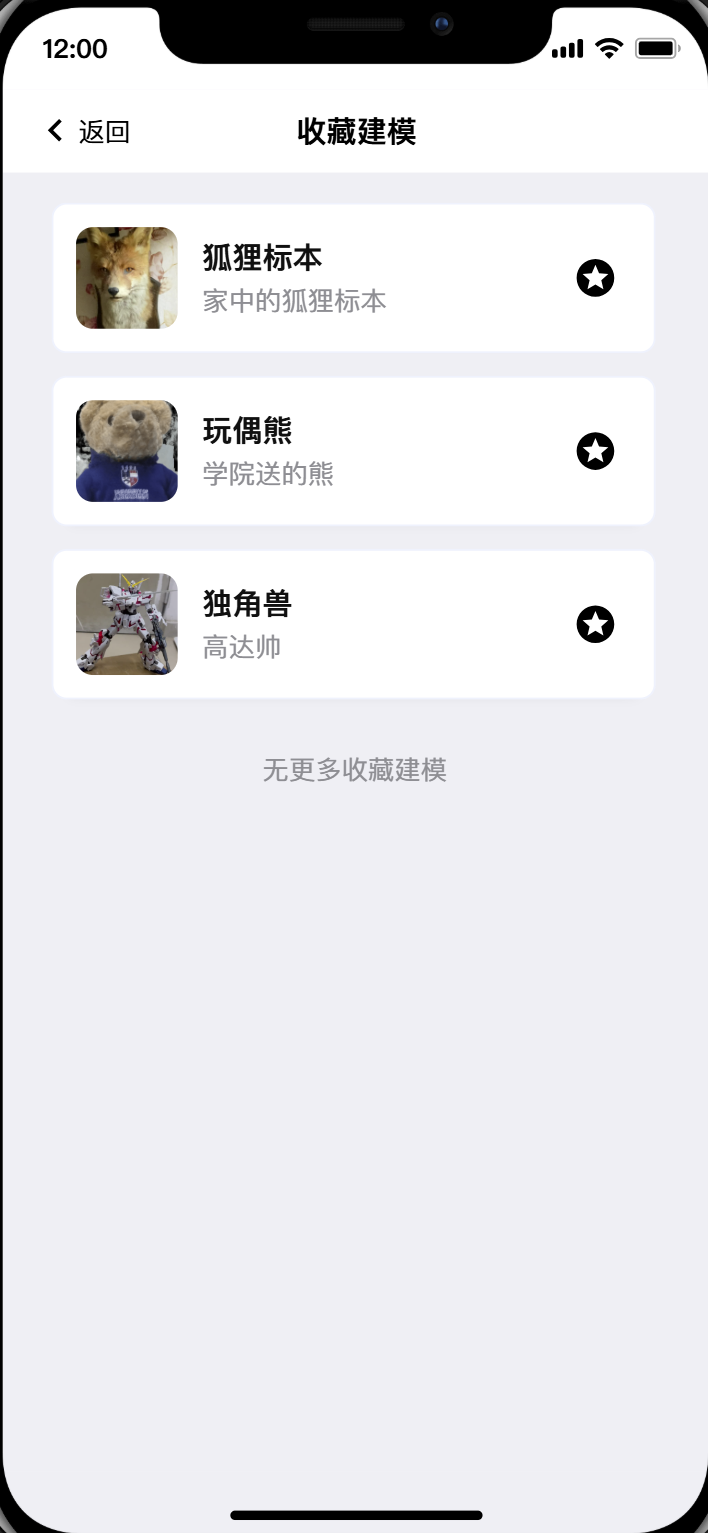 12:00
返回
收藏建模
狐狸标本
家中的狐狸标本
玩偶熊
学院送的熊
独角兽
高达帅
无更多收藏建模